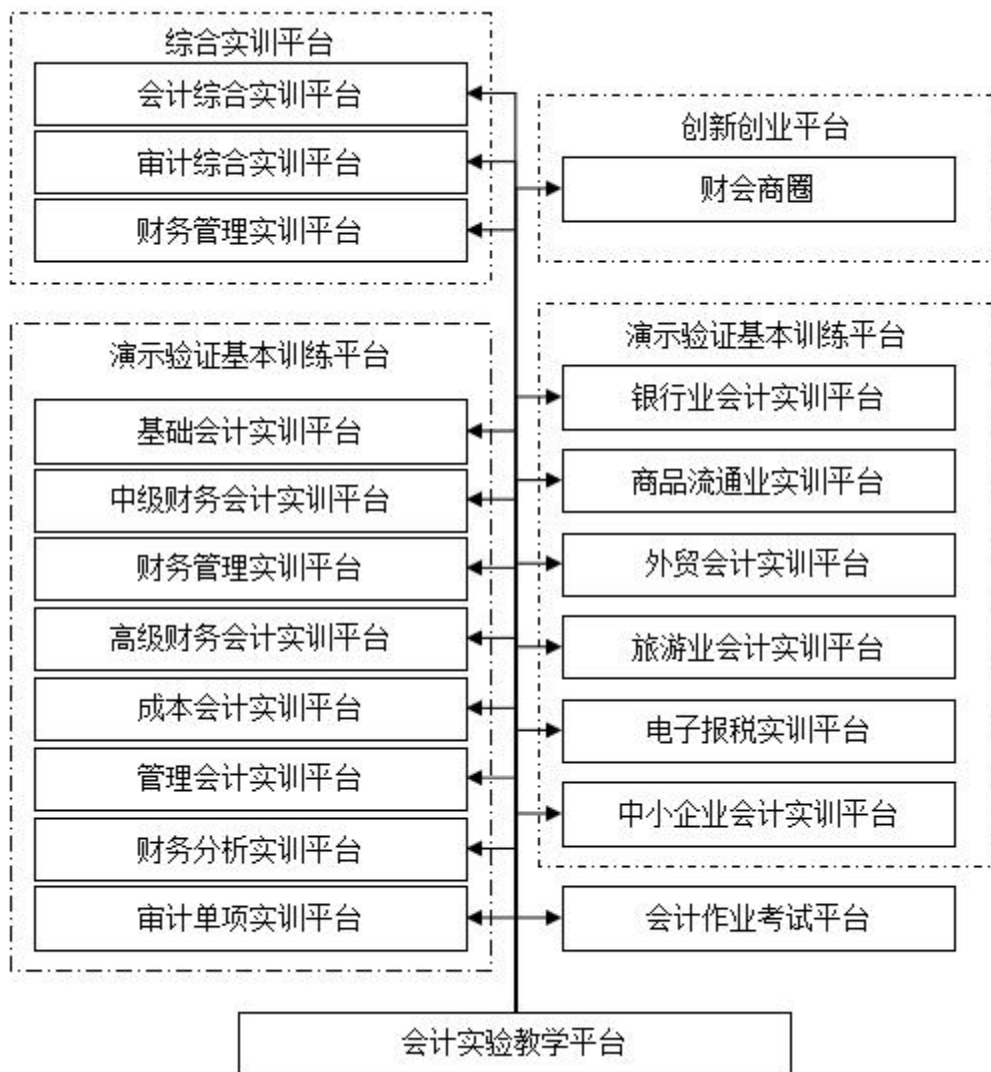 综合实训平台
会计综合实训平台
审计综合实训平台
财务管理实训平台
创新创业平台
财会商圈
演示验证基本训练平台
基础会计实训平台
中级财务会计实训平台
财务管理实训平台
高级财务会计实训平台
成本会计实训平台
管理会计实训平台
财务分析实训平台
审计单项实训平台
演示验证基本训练平台
银行业会计实训平台
商品流通业实训平台
外贸会计实训平台
旅游业会计实训平台
电子报税实训平台
中小企业会计实训平台
会计作业考试平台
会计实验教学平台